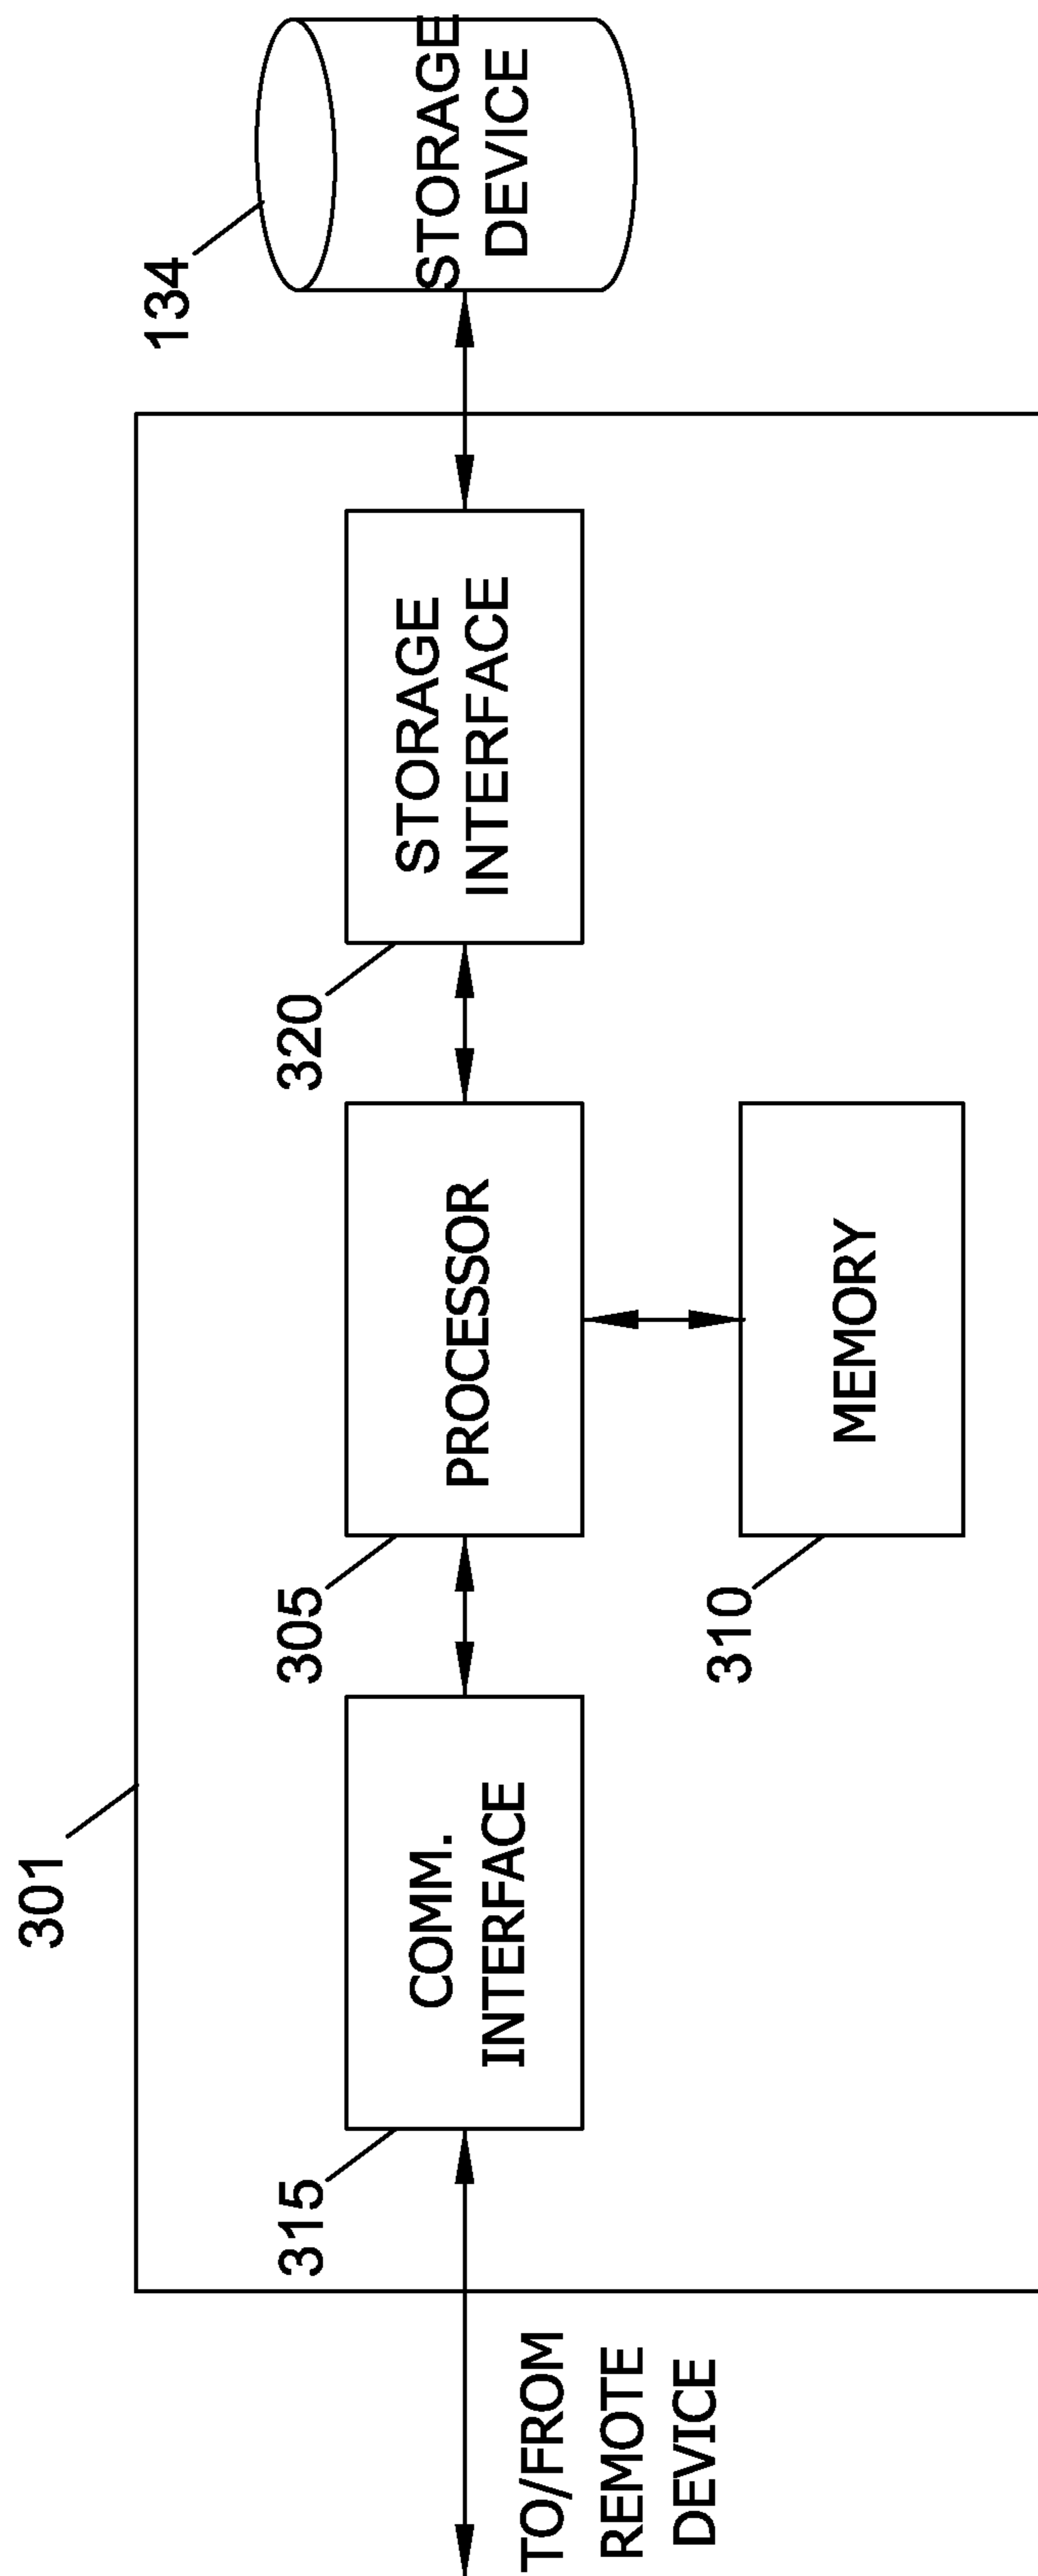 301
134
315
305
320
COMM.
INTERFACE
PROCESSOR
STORAGE
INTERFACE
STORAGE
DEVICE
TO/FROM
REMOTE
DEVICE
310
MEMORY